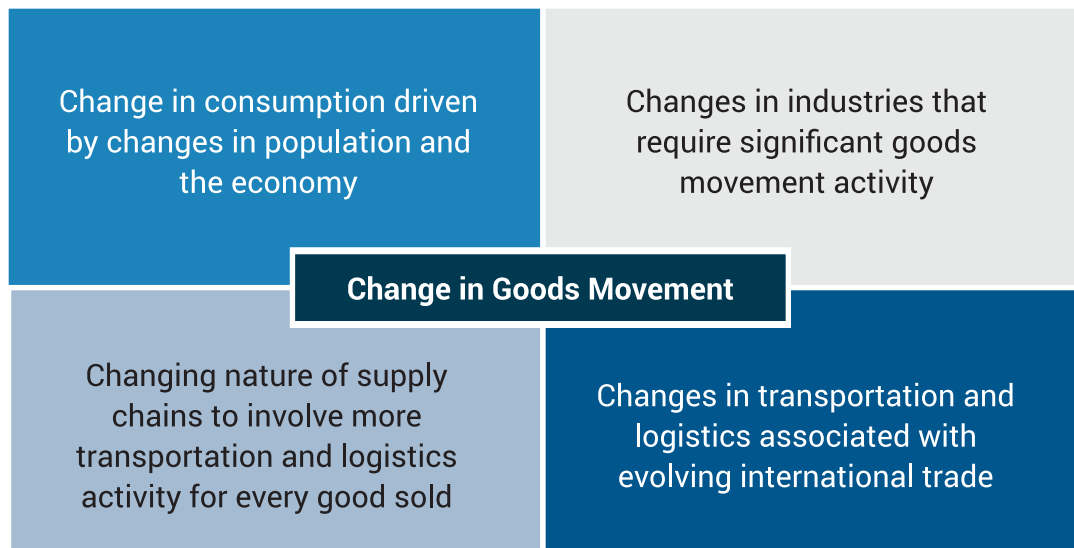 Change in consumption driven
by changes in population and
the economy
Changes in industries that
require significant goods
movement activity
Change in Goods Movement
Changing nature of supply
chains to involve more
transportation and logistics
activity for every good sold
Changes in transportation and
logistics associated with
evolving international trade